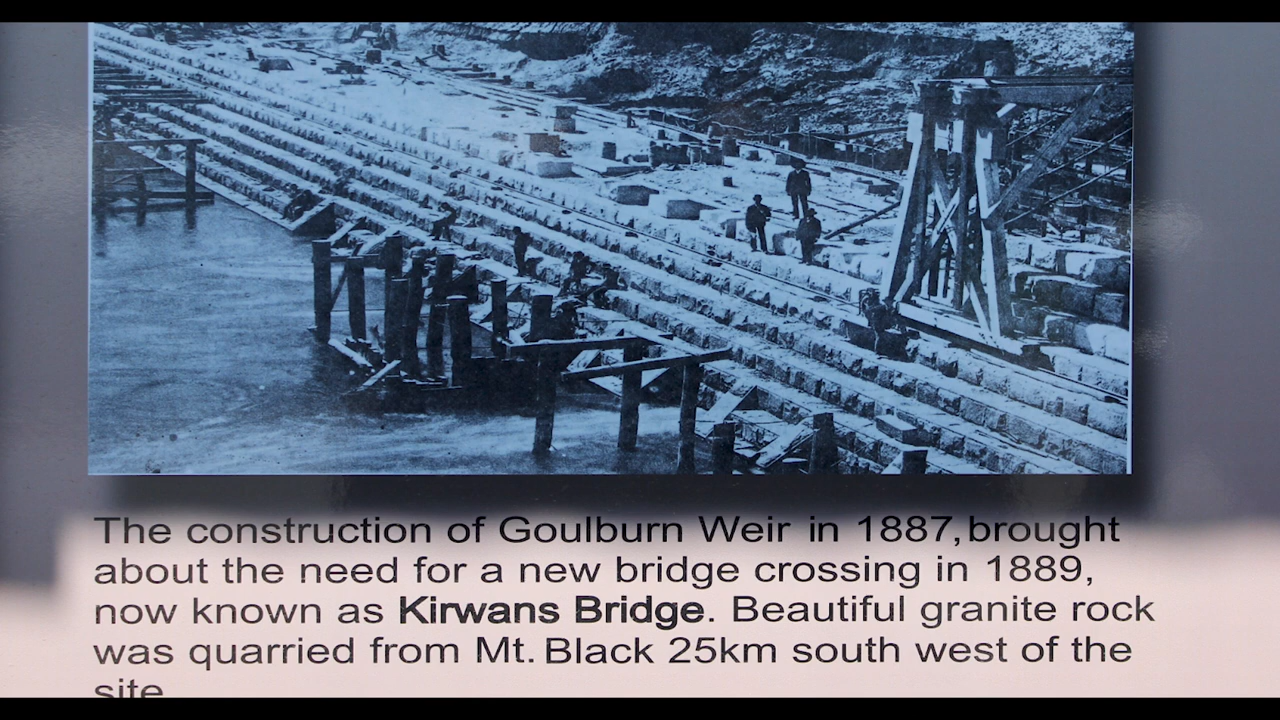 The construction of Goulburn Weir in 1887, brought
about the need for a new bridge crossing in 1889,
now known as Kirwans Bridge. Beautiful granite rock
was quarried from Mt. Black 25km south west of the
site